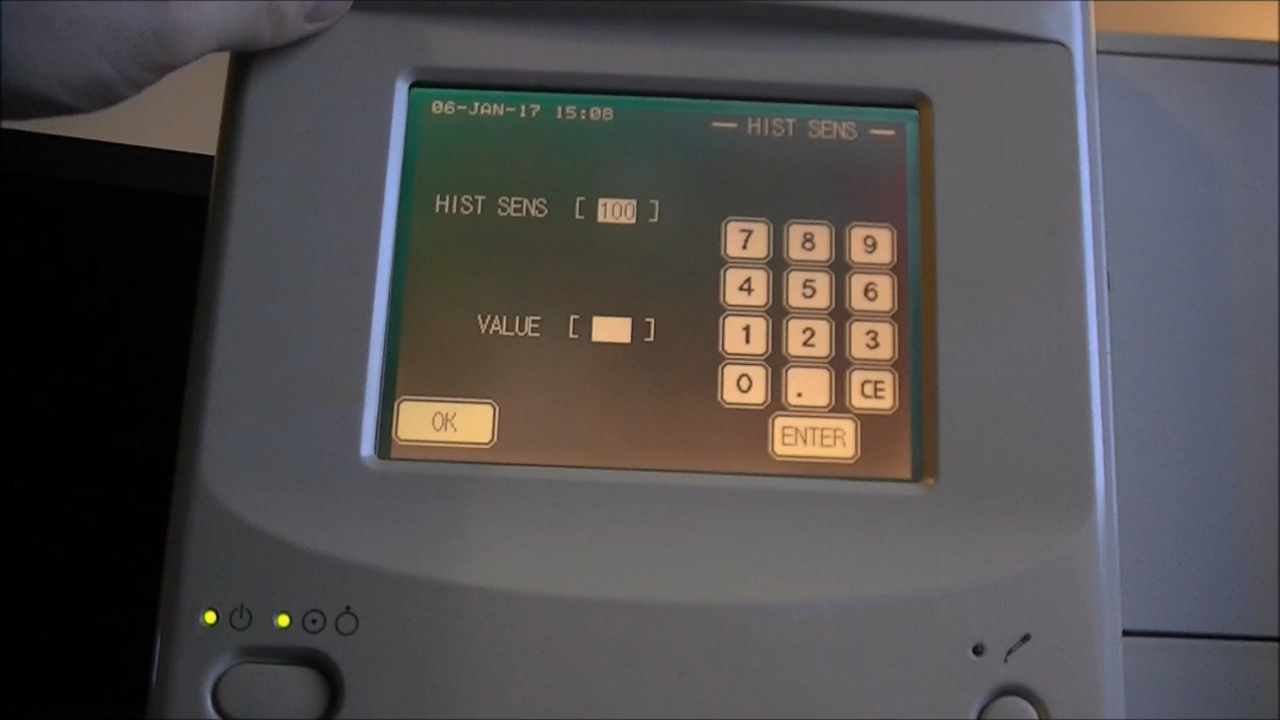 06-JAN-17 15:08
— HIST SENS —
HIST SENS [ 100 ]
7 8 9
4 5 6
VALUE [ ]
1 2 3
0 . CE
OK
ENTER